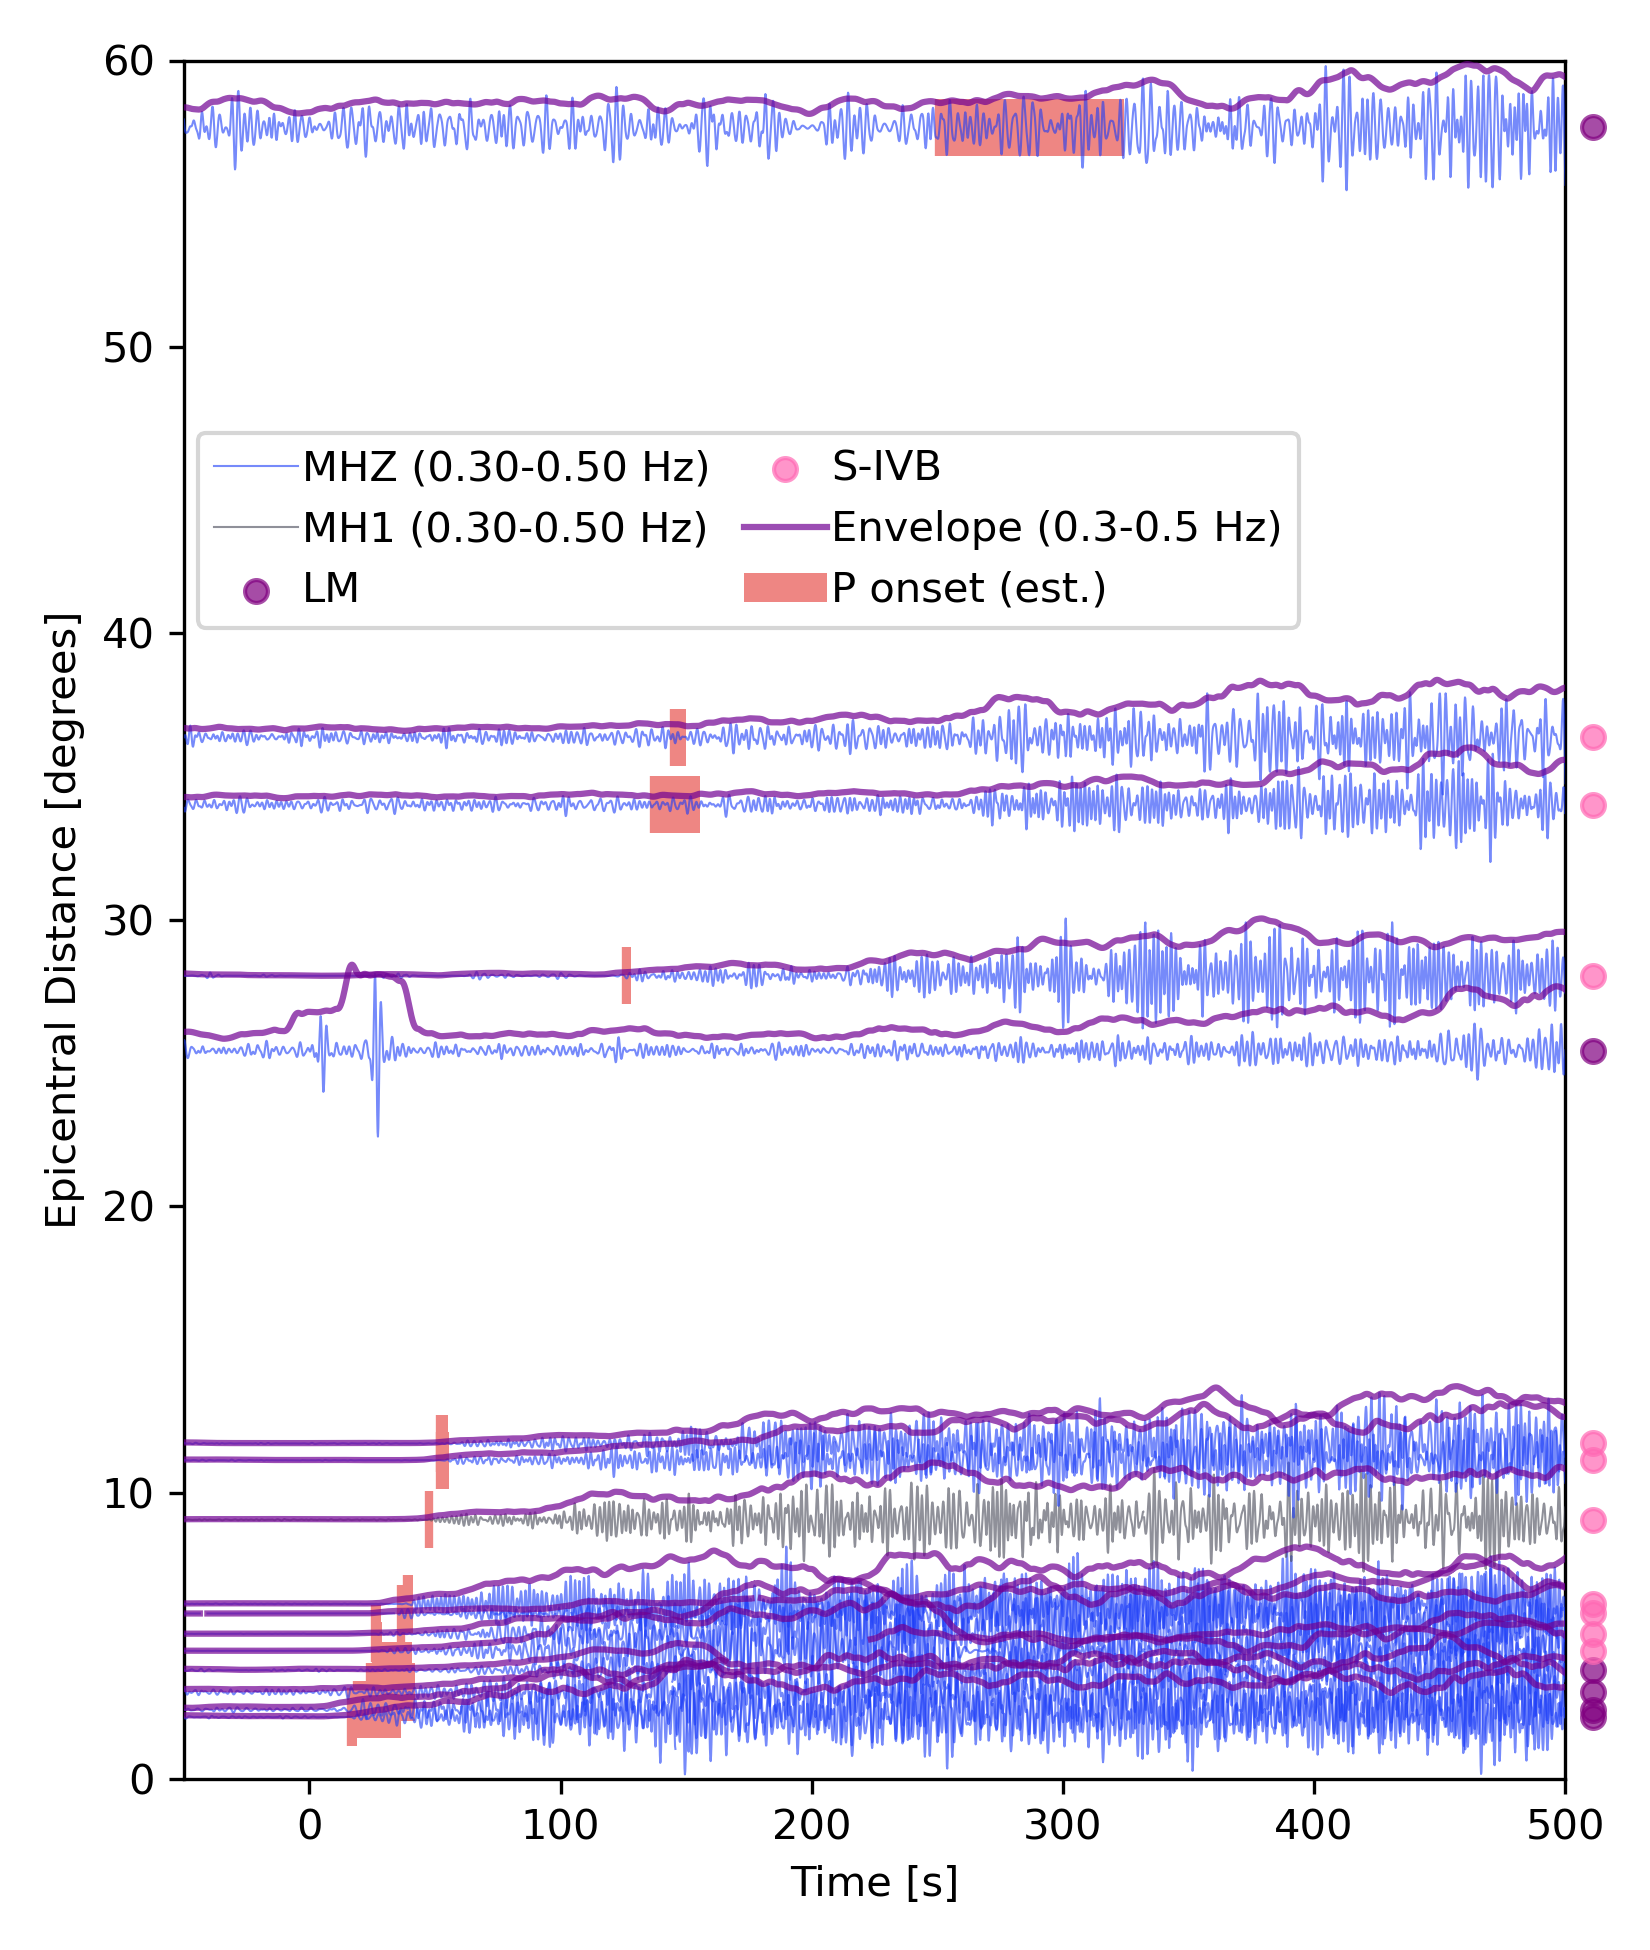 60
50
MHZ (0.30-0.50 Hz)
MH1 (0.30-0.50 Hz)
LM
S-IVB
Envelope (0.3-0.5 Hz)
P onset (est.)
40
30
20
10
0
Epicentral Distance [degrees]
0 100 200 300 400 500
Time [s]